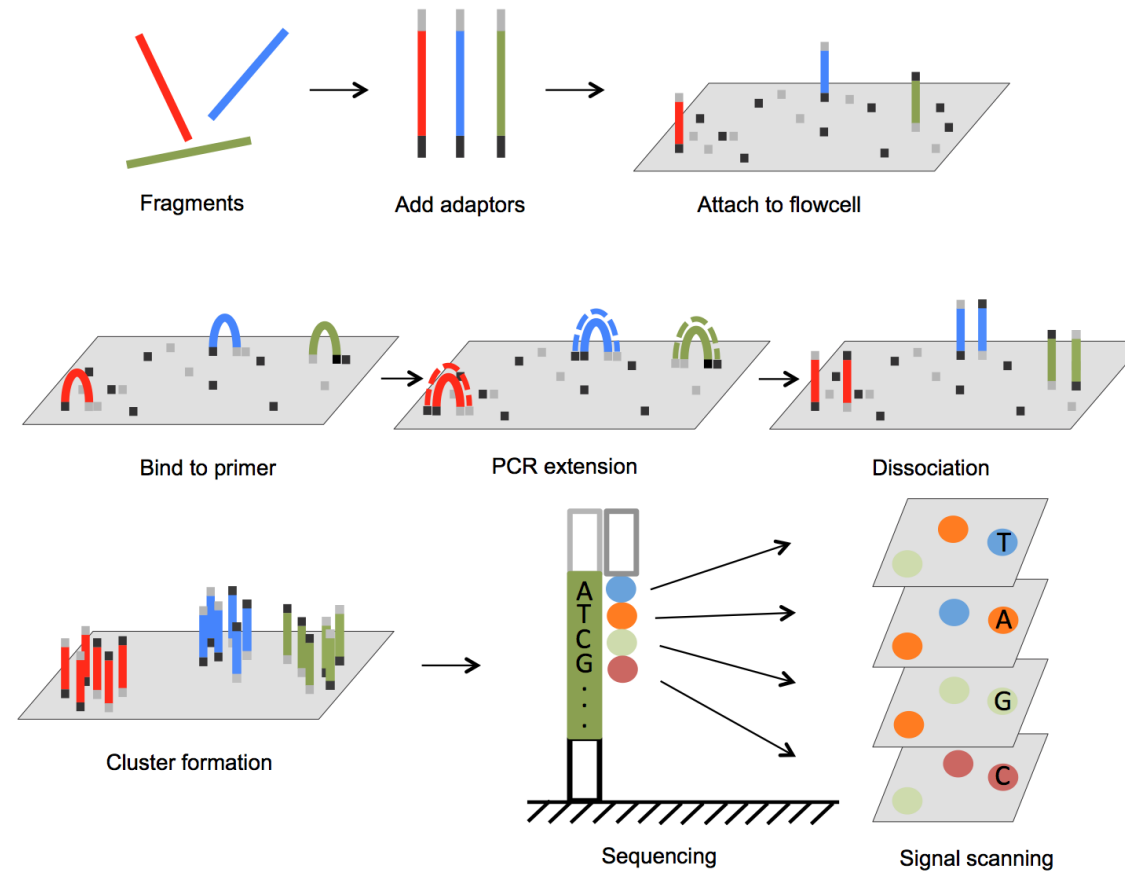 Fragments
Add adaptors
Attach to flowcell
Bind to primer
PCR extension
Dissociation
Cluster formation
A
T
C
G
.
.
.
Sequencing
T
A
G
C
Signal scanning